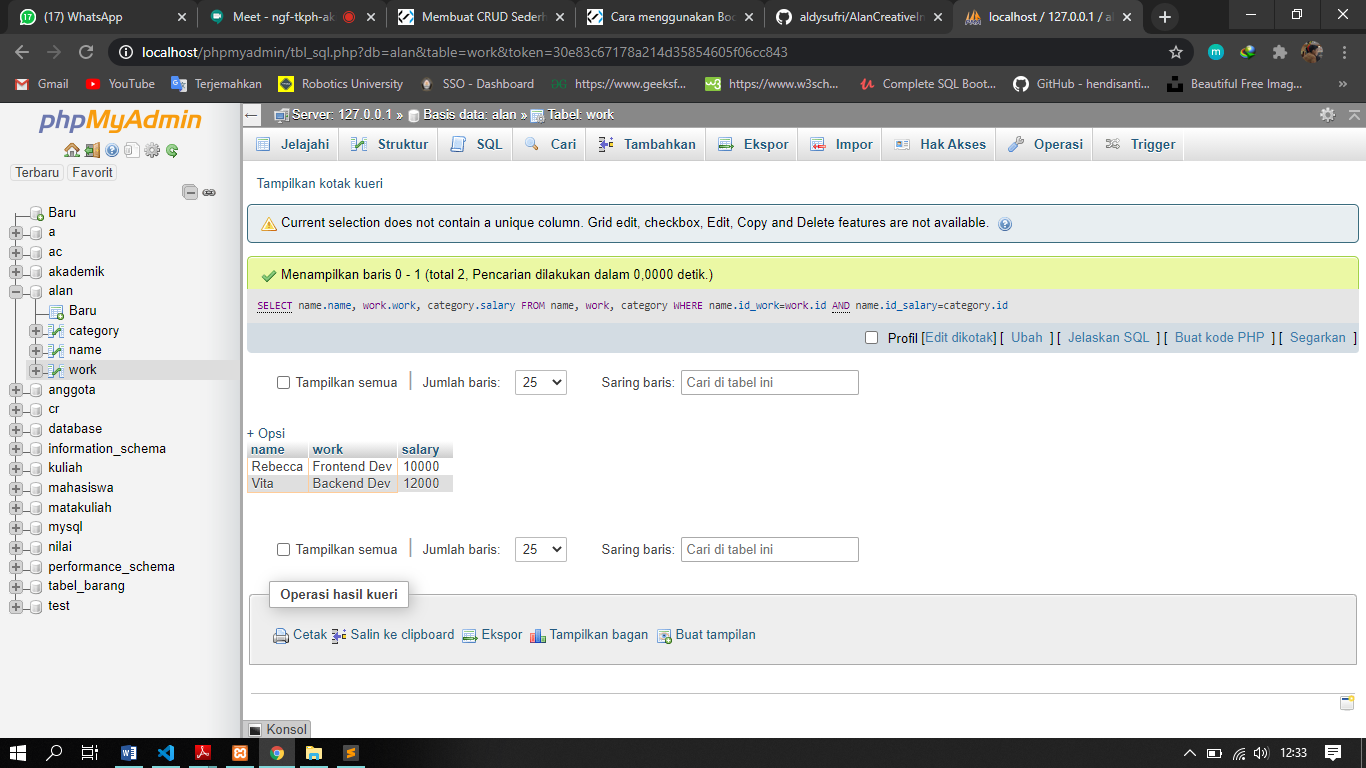 (17) WhatsApp
Meet - ngf-tkph-ak
Membuat CRUD Sederh
Cara menggunakan Boo
aldysufri/AlanCreativeIn
localhost / 127.0.0.1 / al
localhost/phpmyadmin/tbl_sql.php?db=alan&table=work&token=30e83c67178a214d35854605f06cc843
Gmail
YouTube
Terjemahkan
Robotics University
SSO - Dashboard
https://www.geeksf...
https://www.w3sch...
Complete SQL Boot...
GitHub - hendisanti...
Beautiful Free Imag...
»
phpMyAdmin
Terbaru Favorit
Baru
a
ac
akademik
alan
Baru
category
name
work
anggota
cr
database
information_schema
kuliah
mahasiswa
matakuliah
mysql
nilai
performance_schema
tabel_barang
test
Server: 127.0.0.1 » Basis data: alan » Tabel: work
Jelajahi Struktur SQL Cari Tambahkan Ekspor Impor Hak Akses Operasi Trigger
Tampilkan kotak kueri
Current selection does not contain a unique column. Grid edit, checkbox, Edit, Copy and Delete features are not available.
Menampilkan baris 0 - 1 (total 2, Pencarian dilakukan dalam 0,0000 detik.)
SELECT name.name, work.work, category.salary FROM name, work, category WHERE name.id_work=work.id AND name.id_salary=category.id
Profil [Edit dikotak] [ Ubah ] [ Jelaskan SQL ] [ Buat kode PHP ] [ Segarkan ]
Tampilkan semua | Jumlah baris: 25 Saring baris: Cari di tabel ini
+ Opsi
name work salary
Rebecca Frontend Dev 10000
Vita Backend Dev 12000
Tampilkan semua | Jumlah baris: 25 Saring baris: Cari di tabel ini
Operasi hasil kueri
Cetak Salin ke clipboard Ekspor Tampilkan bagan Buat tampilan
Konsol
12:33